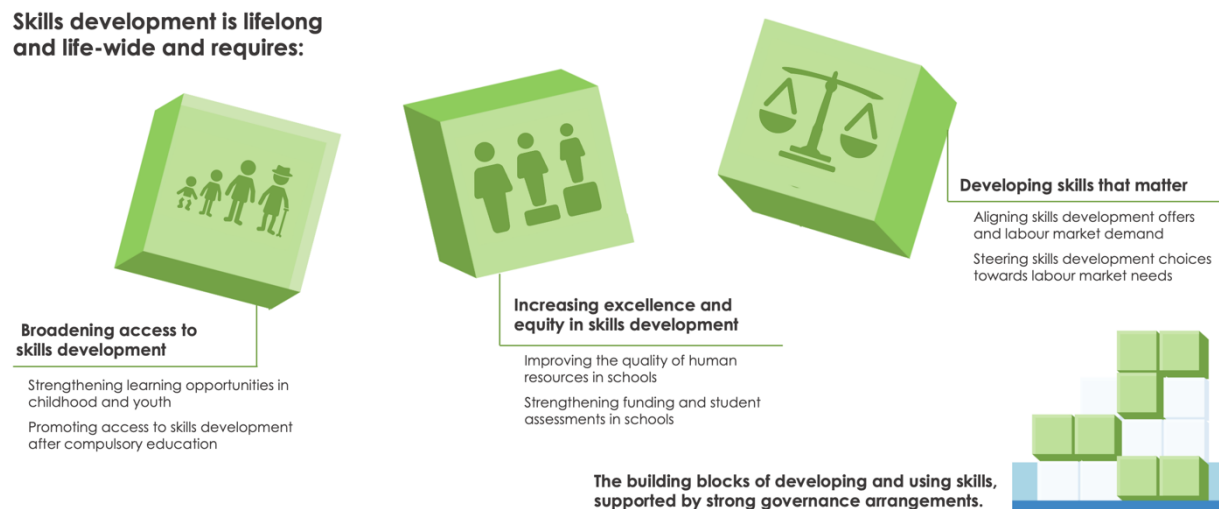 Skills development is lifelong
and life-wide and requires:
Broadening access to
skills development
Strengthening learning opportunities in
childhood and youth
Promoting access to skills development
after compulsory education
Increasing excellence and
equity in skills development
Improving the quality of human
resources in schools
Strengthening funding and student
assessments in schools
Developing skills that matter
Aligning skills development offers
and labour market demand
Steering skills development choices
towards labour market needs
The building blocks of developing and using skills,
supported by strong governance arrangements.